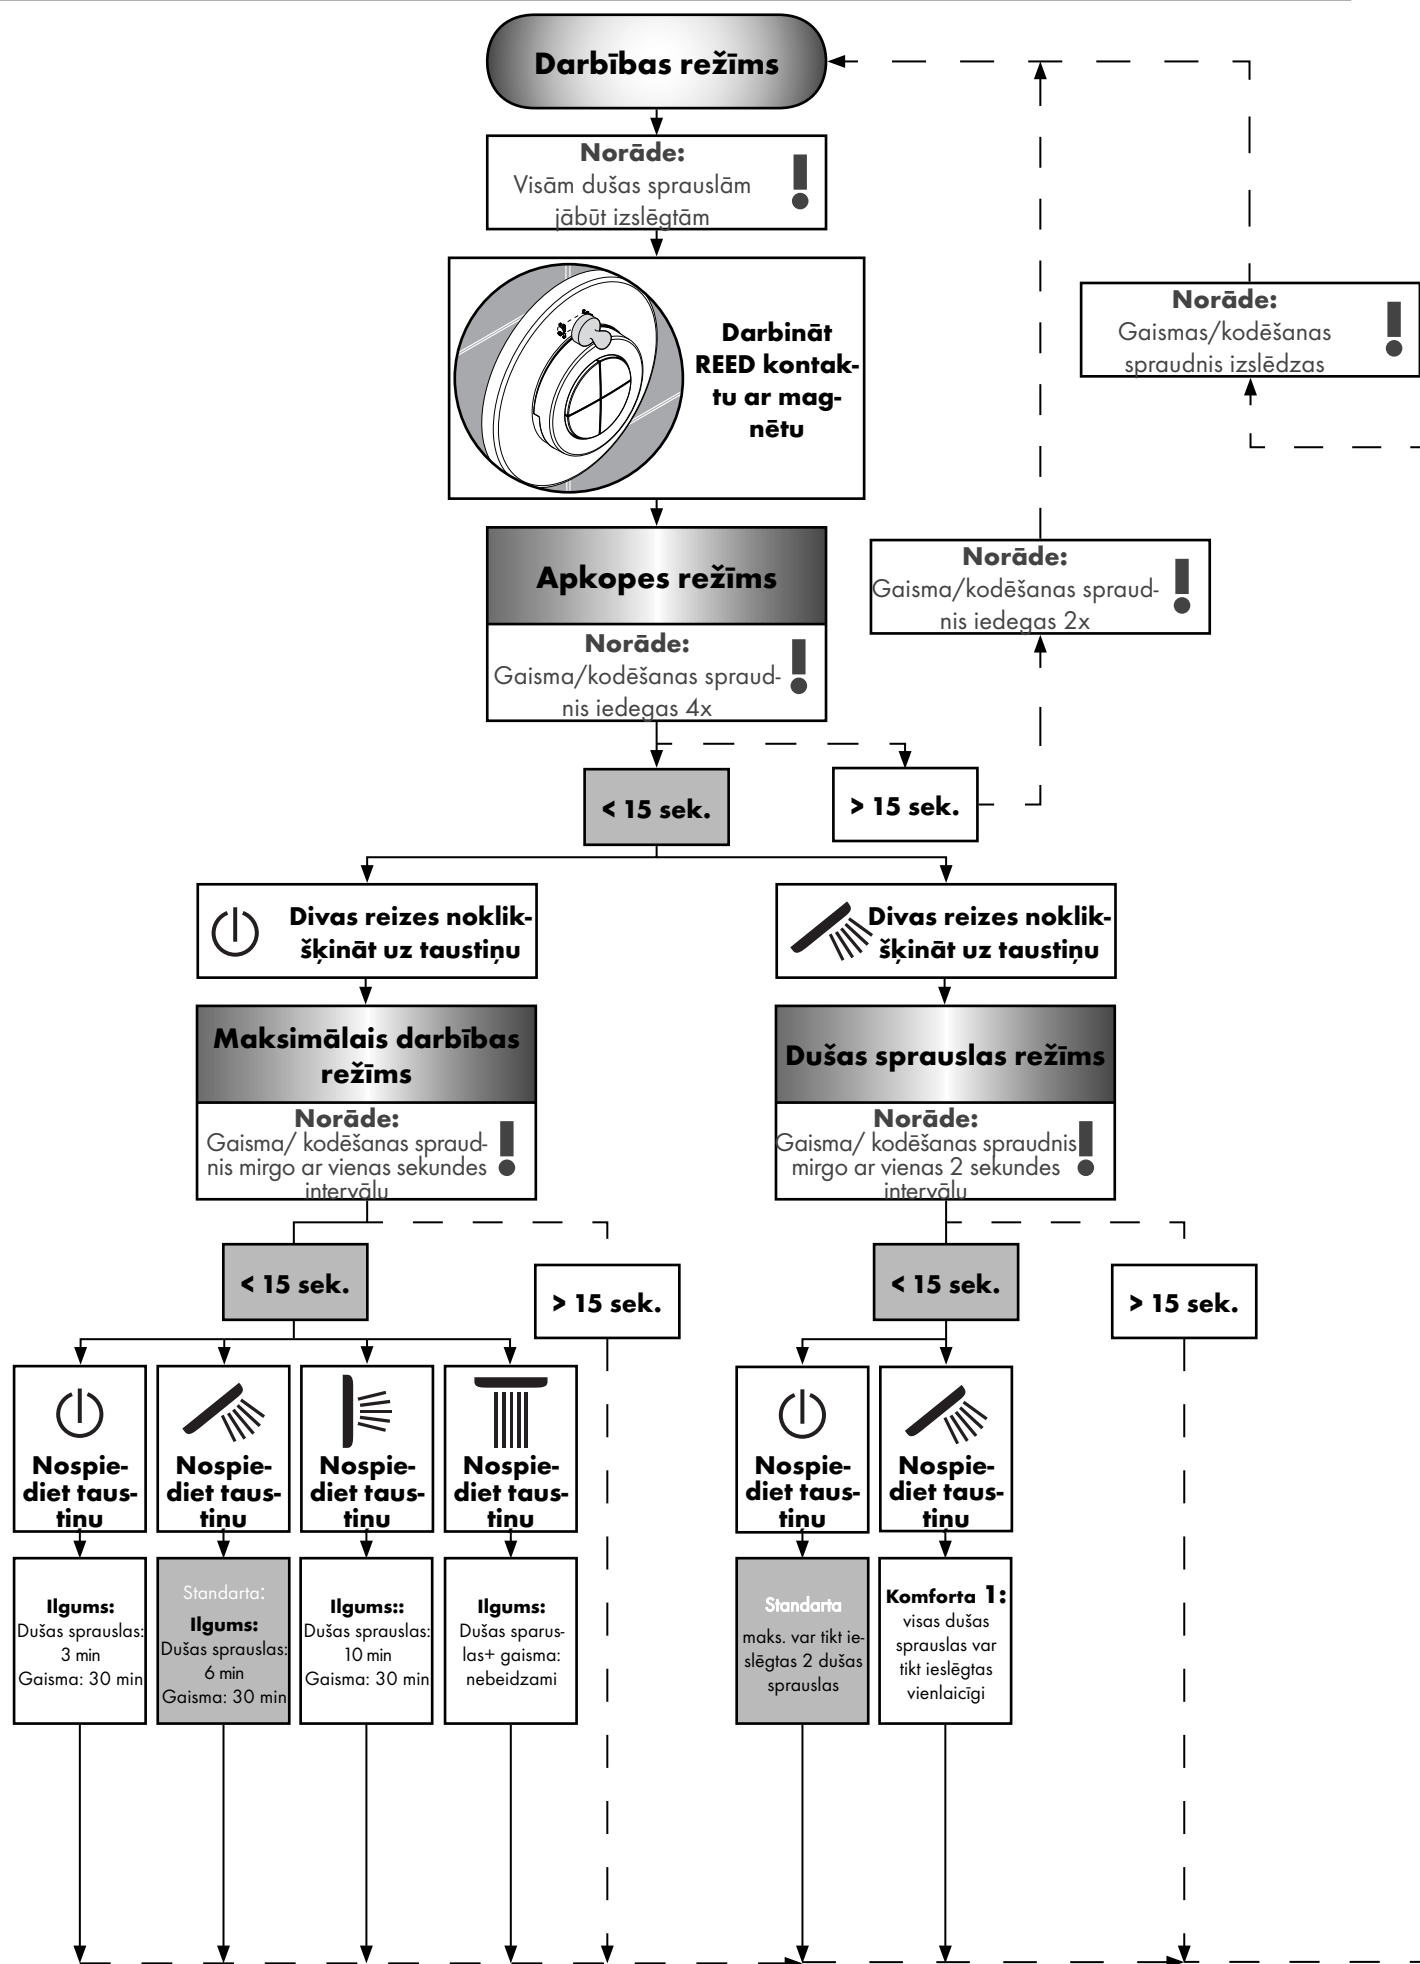 Darbības režīms
Norāde:
Visām dušas sprauslām
jābūt izslēgtām
Darbināt
REED kontak-
tu ar mag-
nētu
Norāde:
Gaismas/kodēšanas
spraudnis izslēdzas
Apkopes režīms
Norāde:
Gaisma/kodēšanas spraud-
nis iedegas 4x
Norāde:
Gaisma/kodēšanas spraud-
nis iedegas 2x
< 15 sek.
> 15 sek.
Divas reizes noklik-
šķināt uz taustiņu
Divas reizes noklik-
šķināt uz taustiņu
Maksimālais darbības
režīms
Norāde:
Gaisma/ kodēšanas spraud-
nis mirgo ar vienas sekundes
intervālu
Dušas sprauslas režīms
Norāde:
Gaisma/ kodēšanas spraudnis
mirgo ar vienas 2 sekundes
intervālu
< 15 sek.
> 15 sek.
< 15 sek.
> 15 sek.
Nospie-
diet taus-
tiņu
Nospie-
diet taus-
tiņu
Nospie-
diet taus-
tiņu
Nospie-
diet taus-
tiņu
Nospie-
diet taus-
tiņu
Nospie-
diet taus-
tiņu
Ilgums:
Dušas sprauslas:
3 min
Gaisma: 30 min
Standarta:
Ilgums:
Dušas sprauslas:
6 min
Gaisma: 30 min
Ilgums::
Dušas sprauslas:
10 min
Gaisma: 30 min
Ilgums:
Dušas sparus-
las+ gaisma:
nebeidzami
Standarta
maks. var tikt ie-
slēgtas 2 dušas
sprauslas
Komforta 1:
visas dušas
sprauslas var
tikt ieslēgtas
vienlaicīgi